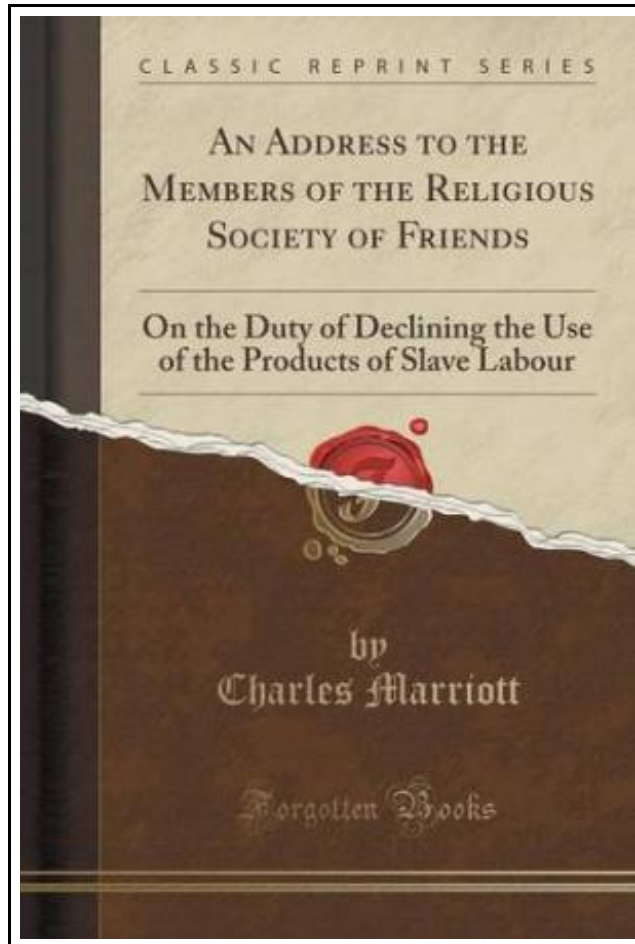 CLASSIC REPRINT SERIES
AN ADDRESS TO THE
MEMBERS OF THE RELIGIOUS
SOCIETY OF FRIENDS
On the Duty of Declining the Use
of the Products of Slave Labour
by
Charles Marriott
Forgotten Books